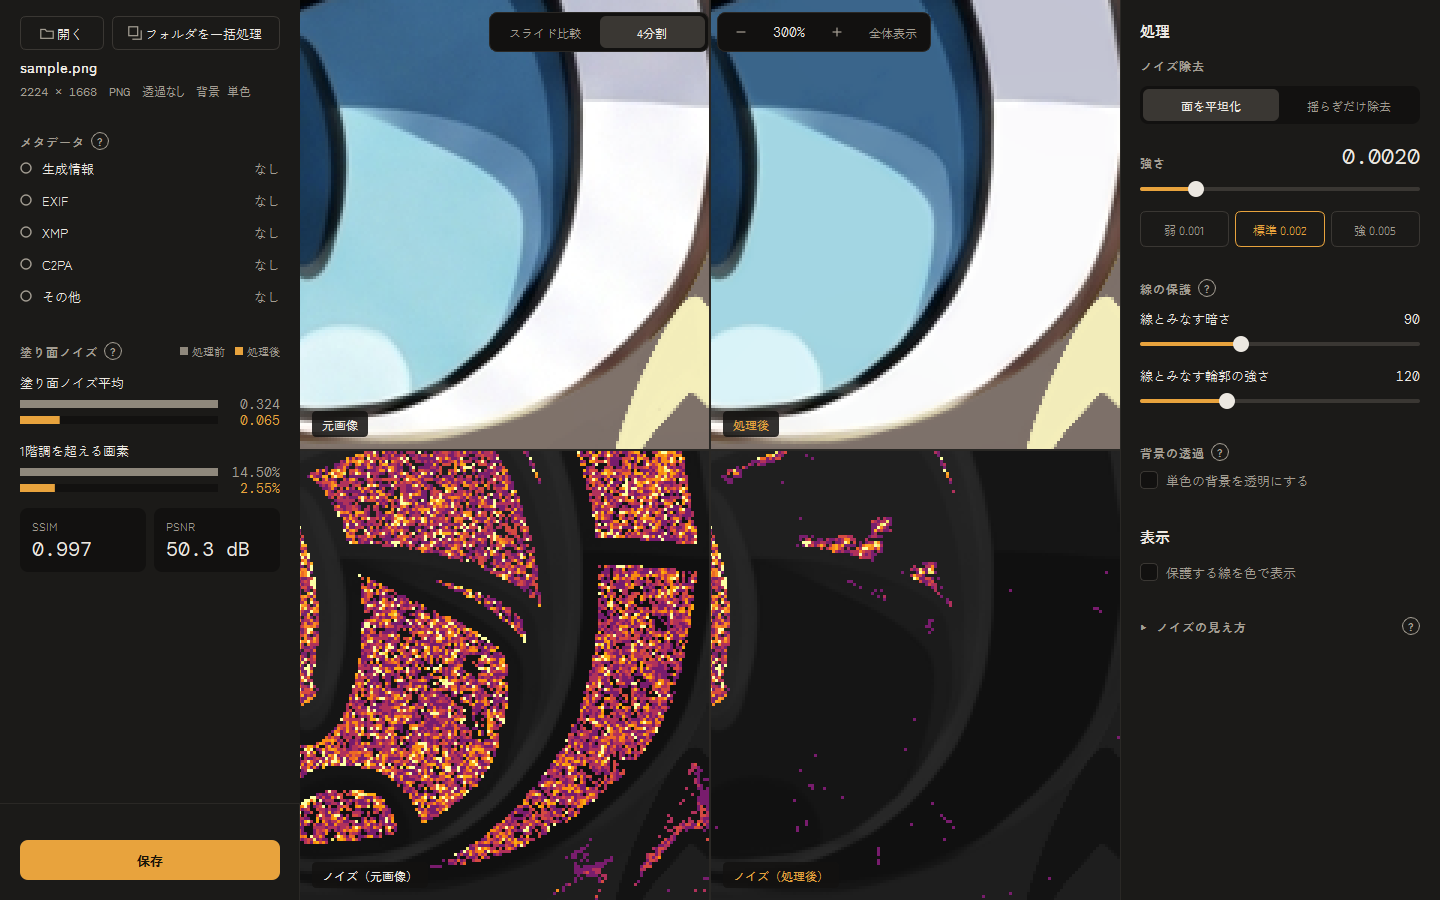 開く
フォルダを一括処理
sample.png
2224 × 1668 PNG 透過なし 背景 単色
メタデータ ?
生成情報 なし
EXIF なし
XMP なし
C2PA なし
その他 なし
塗り面ノイズ ? 処理前 処理後
塗り面ノイズ平均
0.324
0.065
1階調を超える画素
14.50%
2.55%
SSIM
0.997
PSNR
50.3 dB
保存
スライド比較 4分割
− 300% + 全体表示
元画像
処理後
ノイズ（元画像）
ノイズ（処理後）
処理
ノイズ除去
面を平坦化 揺らぎだけ除去
強さ 0.0020
弱 0.001 標準 0.002 強 0.005
線の保護 ?
線とみなす暗さ 90
線とみなす輪郭の強さ 120
背景の透過 ?
単色の背景を透明にする
表示
保護する線を色で表示
ノイズの見え方 ?